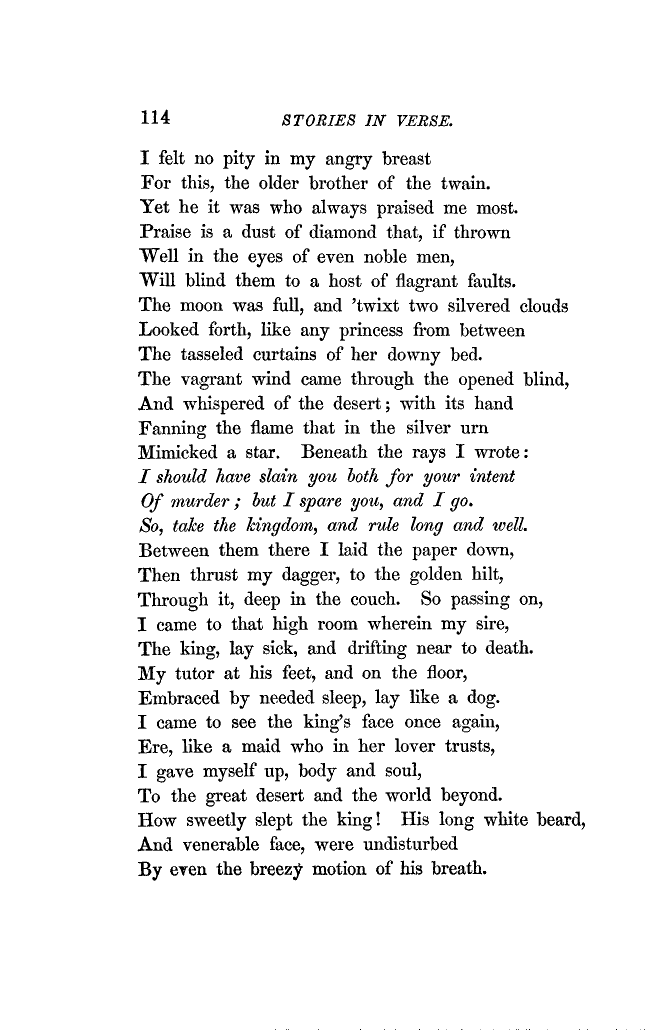 114 STORIES IN VERSE.
I felt no pity in my angry breast
For this, the older brother of the twain.
Yet he it was who always praised me most.
Praise is a dust of diamond that, if thrown
Well in the eyes of even noble men,
Will blind them to a host of flagrant faults.
The moon was full, and 'twixt two silvered clouds
Looked forth, like any princess from between
The tasseled curtains of her downy bed.
The vagrant wind came through the opened blind,
And whispered of the desert; with its hand
Fanning the flame that in the silver urn
Mimicked a star. Beneath the rays I wrote:
I should have slain you both for your intent
Of murder; but I spare you, and I go.
So, take the kingdom, and rule long and well.
Between them there I laid the paper down,
Then thrust my dagger, to the golden hilt,
Through it, deep in the couch. So passing on,
I came to that high room wherein my sire,
The king, lay sick, and drifting near to death.
My tutor at his feet, and on the floor,
Embraced by needed sleep, lay like a dog.
I came to see the king's face once again,
Ere, like a maid who in her lover trusts,
I gave myself up, body and soul,
To the great desert and the world beyond.
How sweetly slept the king! His long white beard,
And venerable face, were undisturbed
By even the breezy motion of his breath.